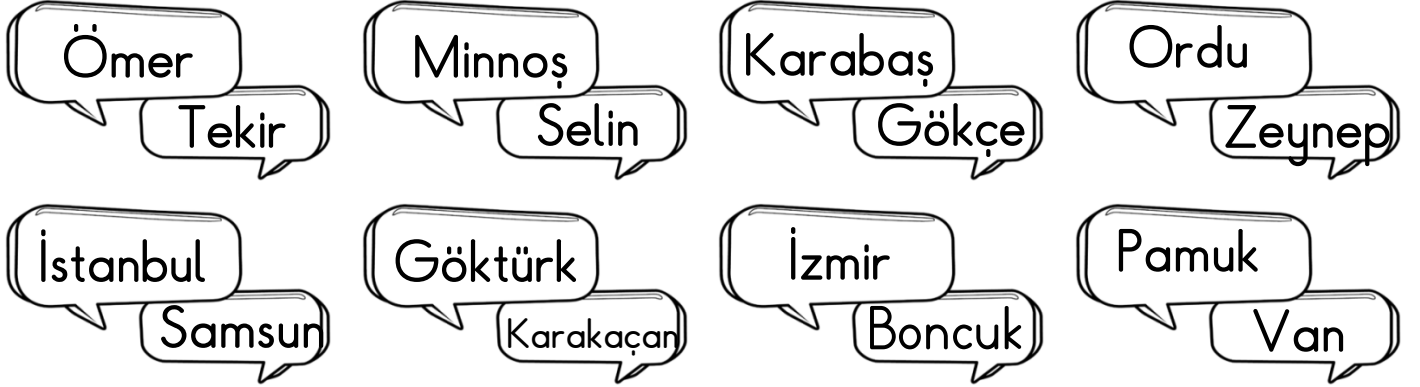 Ömer
Tekir
Minnoş
Selin
Karabaş
Gökçe
Ordu
Zeynep
İstanbul
Samsun
Göktürk
Karakaçan
İzmir
Boncuk
Pamuk
Van